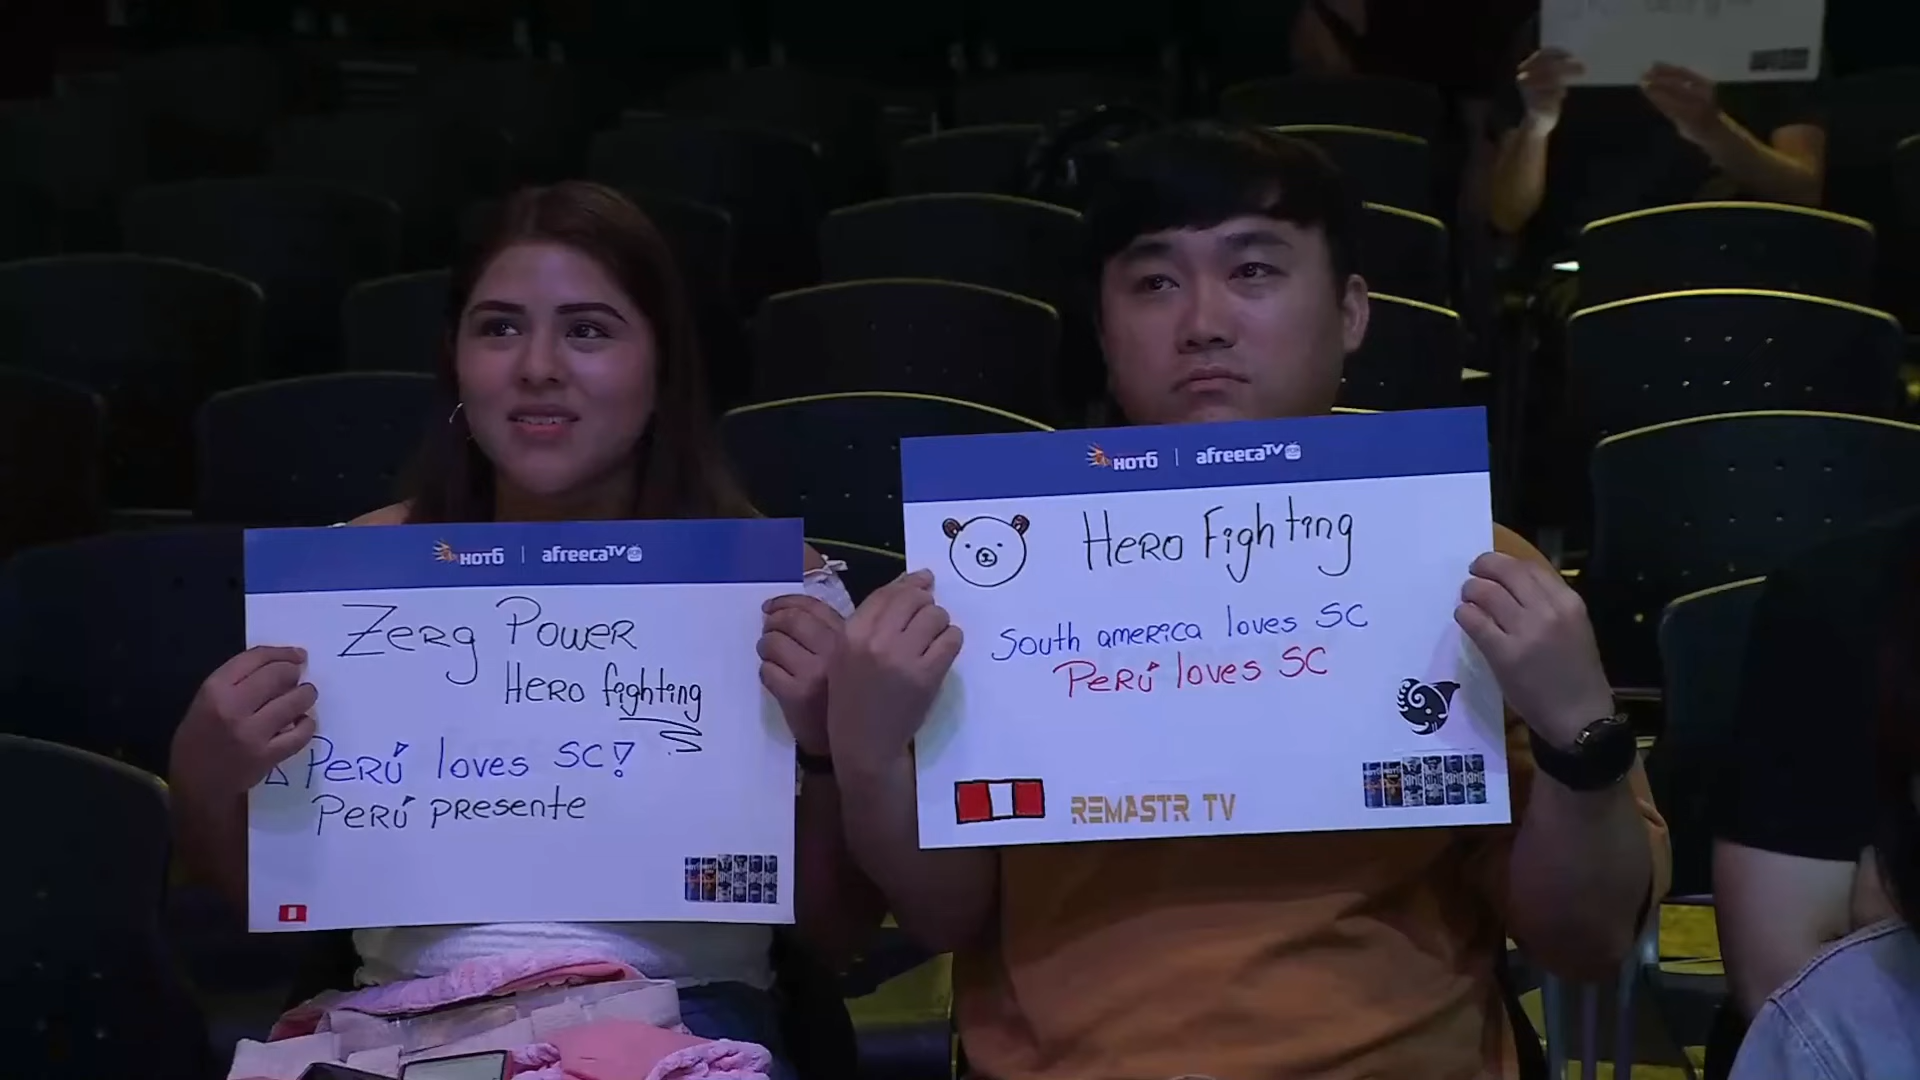 HOT6 | afreecaTV
Zerg Power
Hero fighting
Perú loves SC!
Perú presente
HOT6 | afreecaTV
Hero Fighting
South america loves SC
Perú loves SC
REMASTR TV